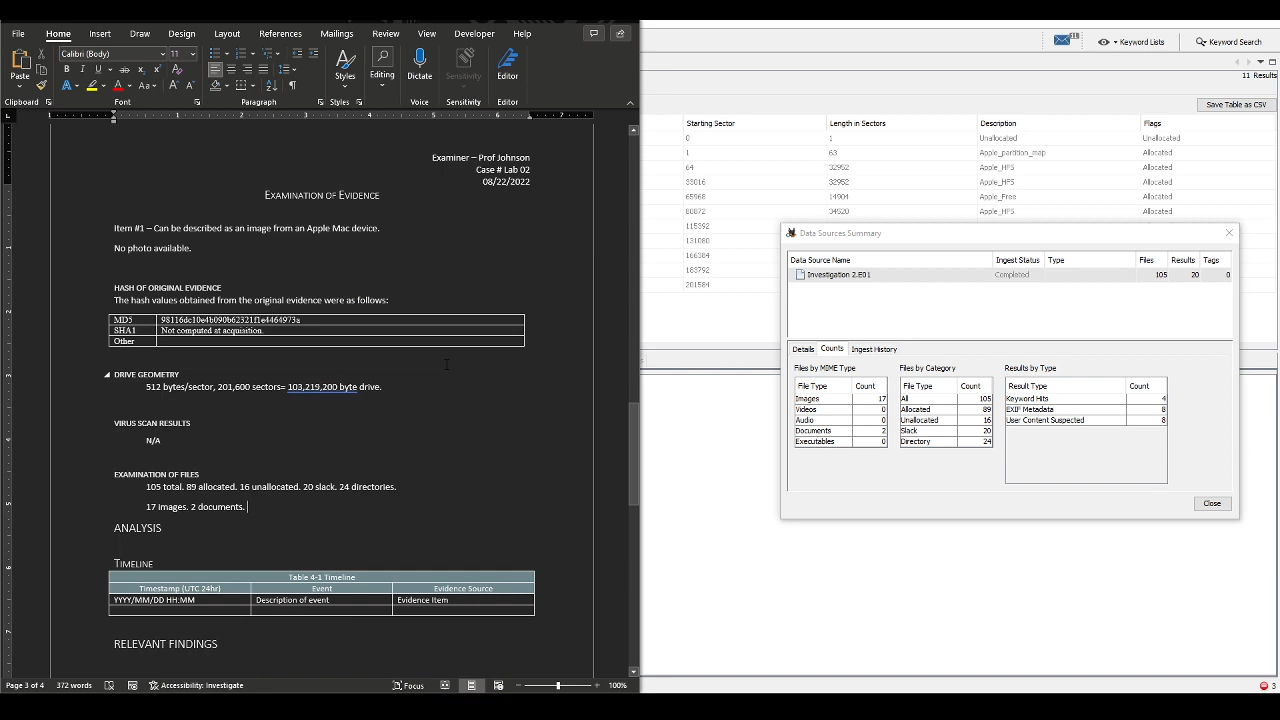 File Home Insert Draw Design Layout References Mailings Review View Developer Help
Keyword Lists
Keyword Search
Calibri (Body) 11
Paste
Styles
Editing
Dictate
Sensitivity
Editor
Clipboard Font Paragraph Styles Voice Sensitivity Editor
11 Results
Save Table as CSV
1 2 3 4 5 6 7
Examiner – Prof Johnson
Case # Lab 02
08/22/2022
EXAMINATION OF EVIDENCE
Item #1 – Can be described as an image from an Apple Mac device.
No photo available.
HASH OF ORIGINAL EVIDENCE
The hash values obtained from the original evidence were as follows:
MD5 98116dc10e4b090b62321f1e4464973a
SHA1 Not computed at acquisition.
Other
DRIVE GEOMETRY
512 bytes/sector, 201,600 sectors= 103,219,200 byte drive.
VIRUS SCAN RESULTS
N/A
EXAMINATION OF FILES
105 total. 89 allocated. 16 unallocated. 20 slack. 24 directories.
17 images. 2 documents.
ANALYSIS
TIMELINE
Table 4-1 Timeline
Timestamp (UTC 24hr) Event Evidence Source
YYYY/MM/DD HH:MM Description of event Evidence Item
RELEVANT FINDINGS
Page 3 of 4 372 words Accessibility: Investigate Focus 100%
Starting Sector Length in Sectors Description Flags
0 1 Unallocated Unallocated
1 63 Apple_partition_map Allocated
64 32952 Apple_HFS Allocated
33016 32952 Apple_HFS Allocated
65968 14904 Apple_Free Allocated
80872 34520 Apple_HFS Allocated
115392
131080
166384
183792
201584
Data Sources Summary
Data Source Name Ingest Status Type Files Results Tags
Investigation 2.E01 Completed 105 20 0
Details Counts Ingest History
Files by MIME Type Files by Category Results by Type
File Type Count File Type Count Result Type Count
Images 17 All 105 Keyword Hits 4
Videos 0 Allocated 89 EXIF Metadata 8
Audio 0 Unallocated 16 User Content Suspected 8
Documents 2 Slack 20
Executables 0 Directory 24
Close
3